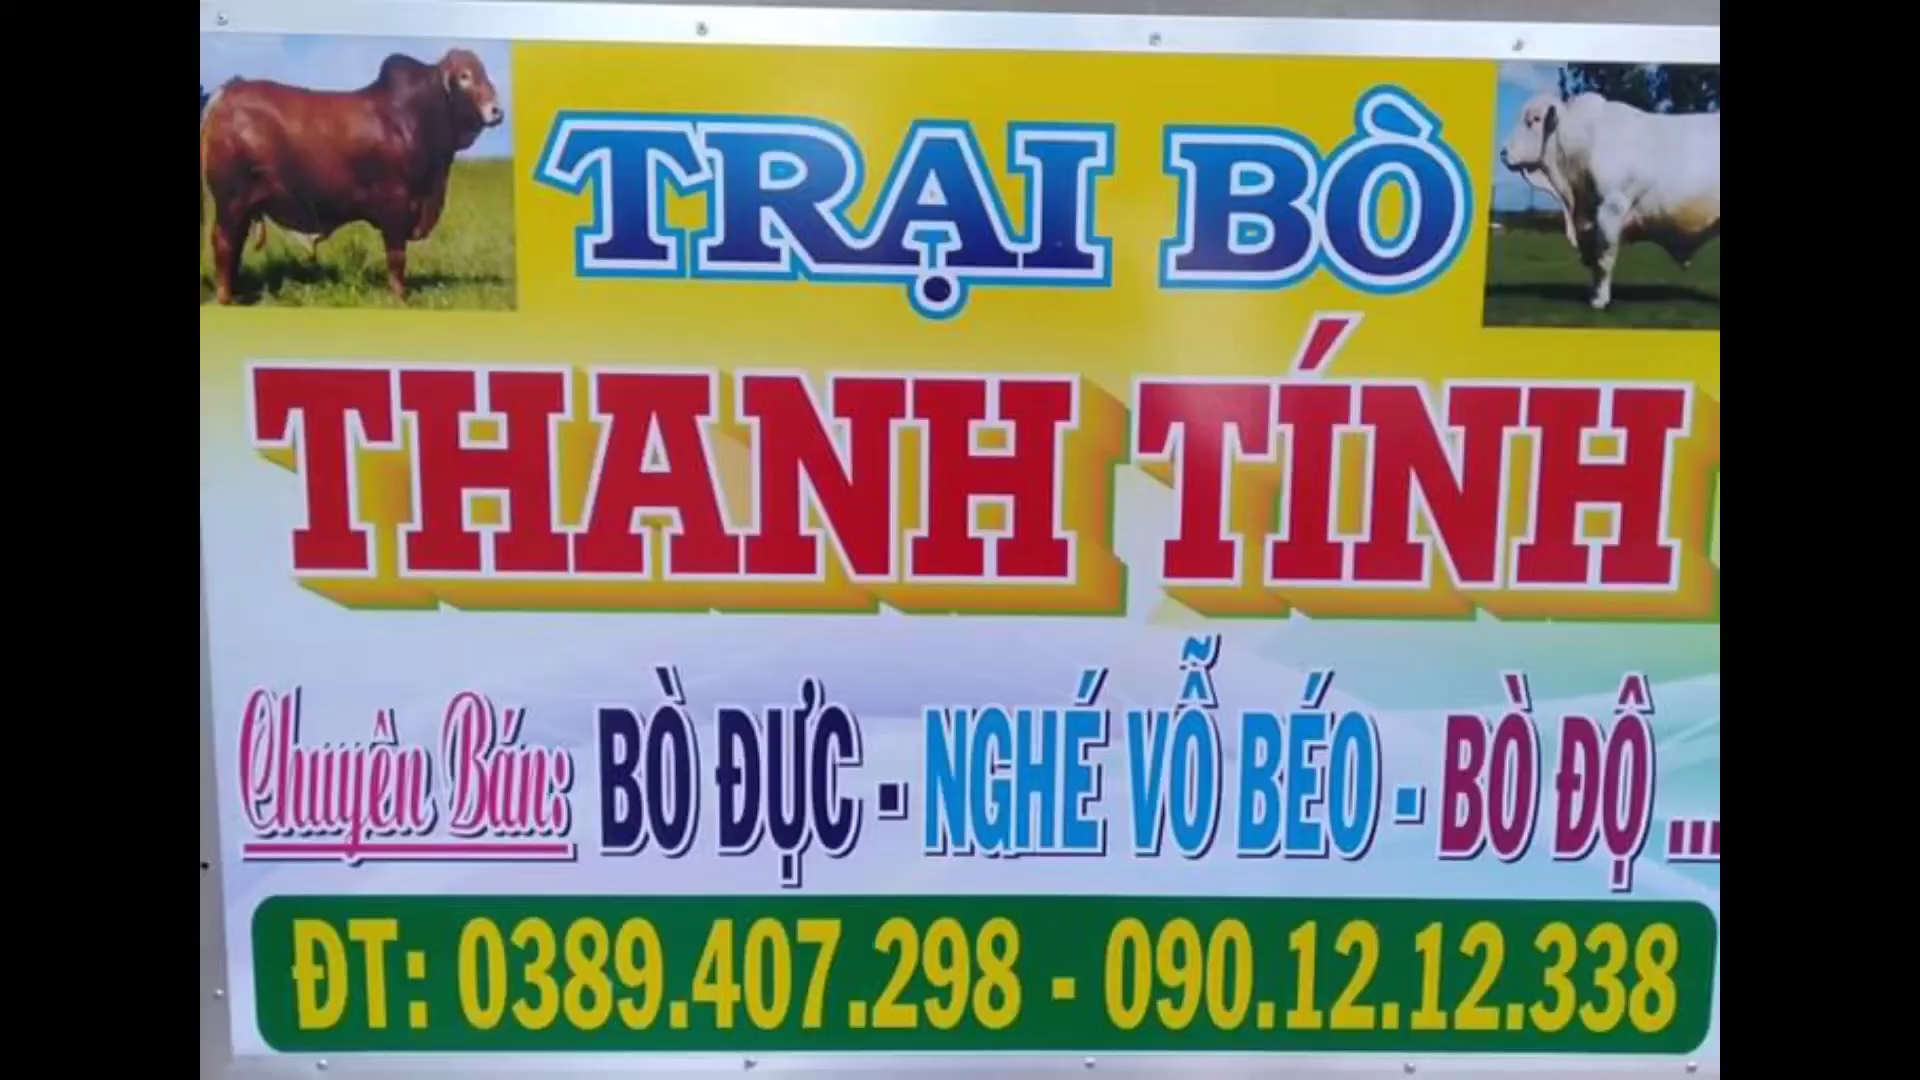 TRẠI BÒ
THANH TÍNH
Chuyên Bán: BÒ ĐỰC - NGHÉ VỖ BÉO - BÒ ĐỘ ...
ĐT: 0389.407.298 - 090.12.12.338